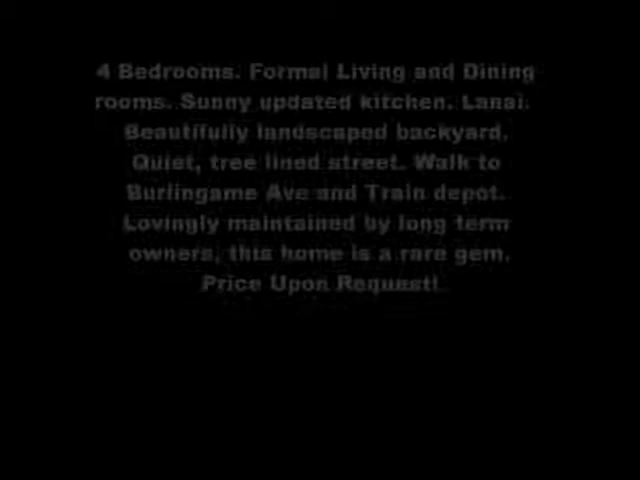 4 Bedrooms. Formal Living and Dining
rooms. Sunny updated kitchen. Lanai.
Beautifully landscaped backyard.
Quiet, tree lined street. Walk to
Burlingame Ave and Train depot.
Lovingly maintained by long term
owners, this home is a rare gem.
Price Upon Request!